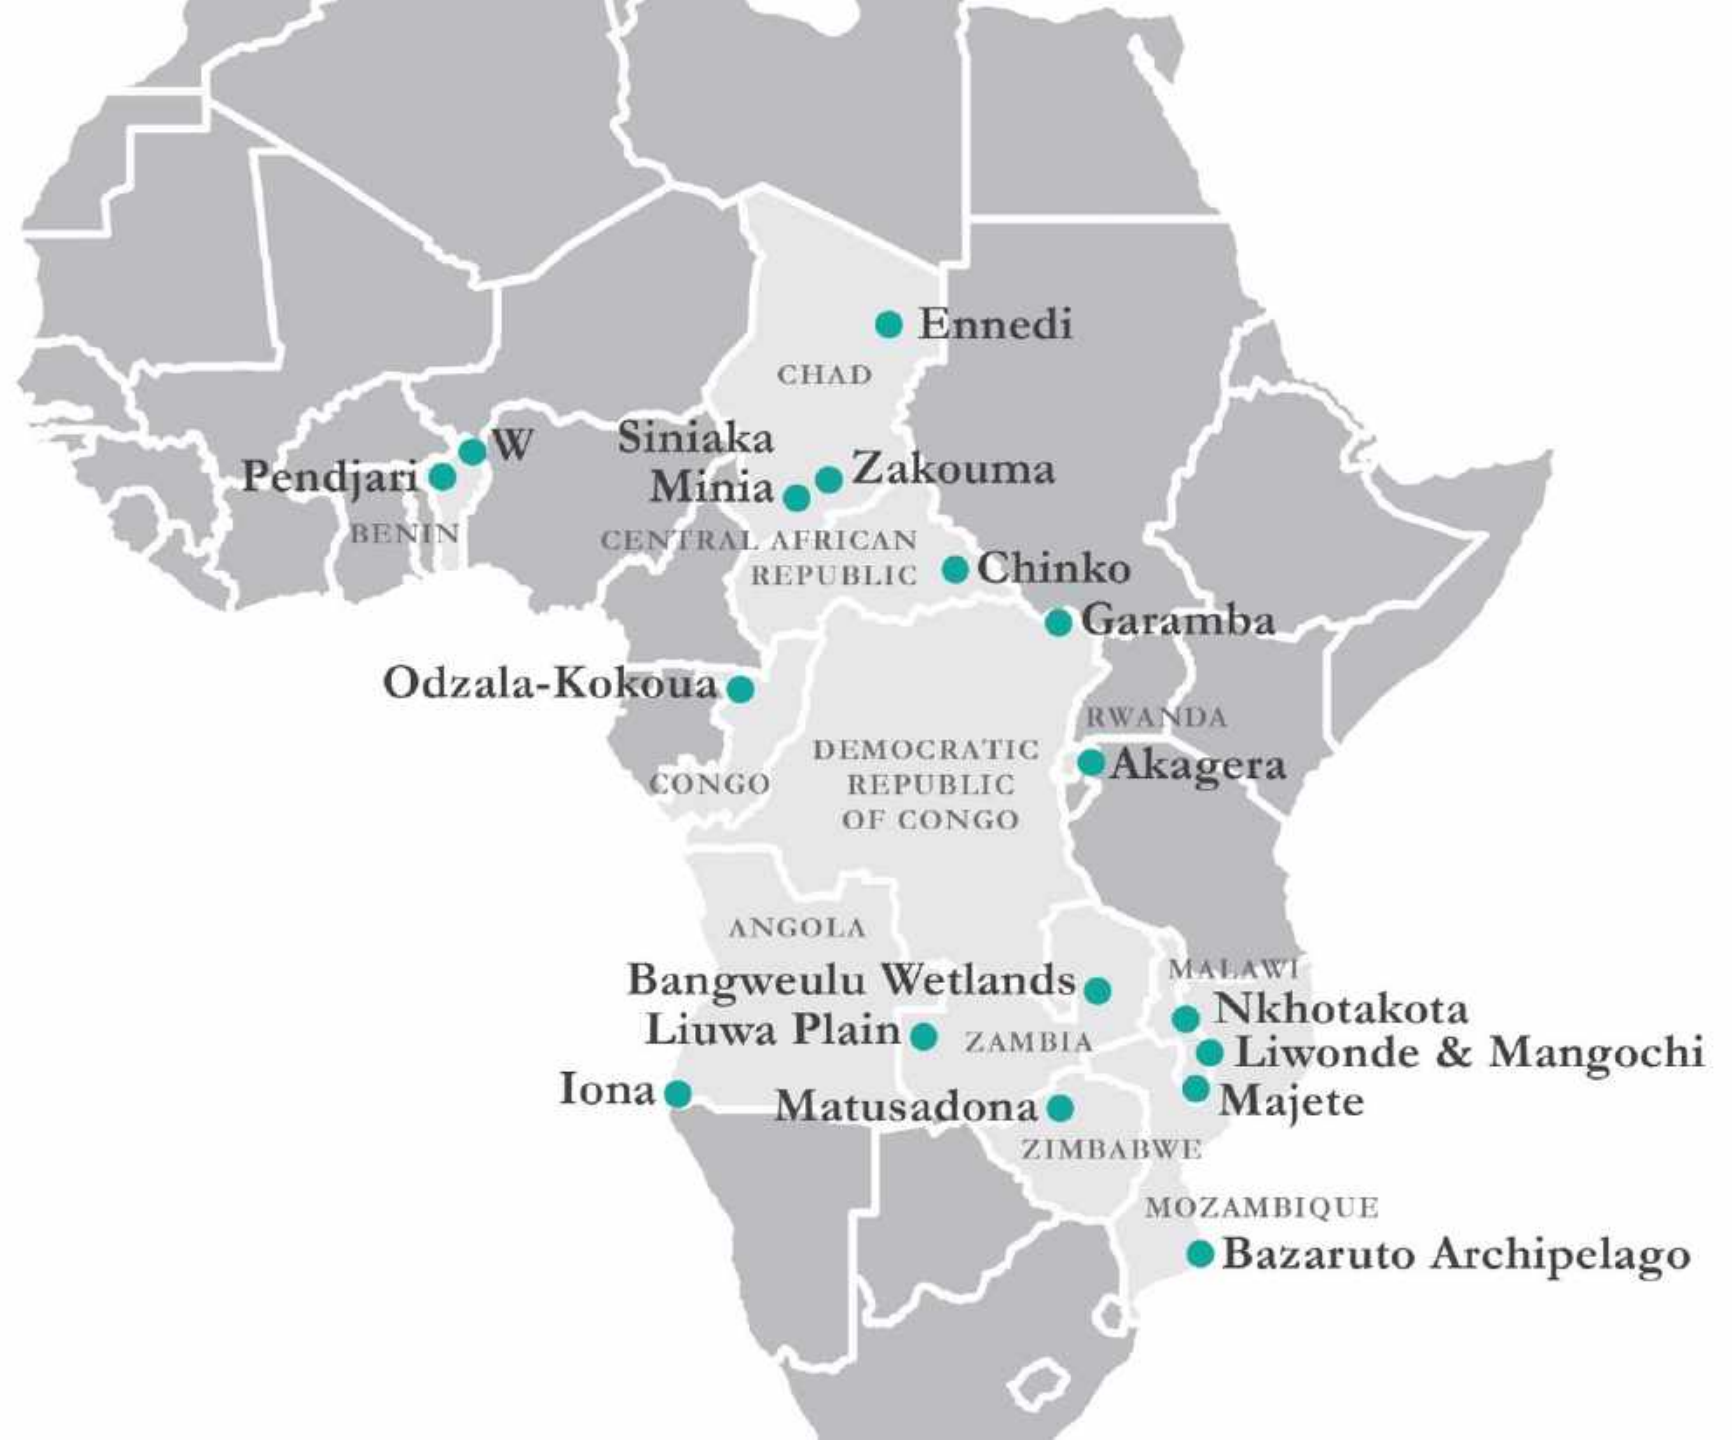 Ennedi
CHAD
W
Pendjari
BENIN
Siniaka
Minia
Zakouma
CENTRAL AFRICAN
REPUBLIC
Chinko
Garamba
Odzala-Kokoua
CONGO
DEMOCRATIC
REPUBLIC
OF CONGO
RWANDA
Akagera
ANGOLA
Bangweulu Wetlands
Liuwa Plain
ZAMBIA
MALAWI
Nkhotakota
Liwonde & Mangochi
Majete
Iona
Matusadona
ZIMBABWE
MOZAMBIQUE
Bazaruto Archipelago